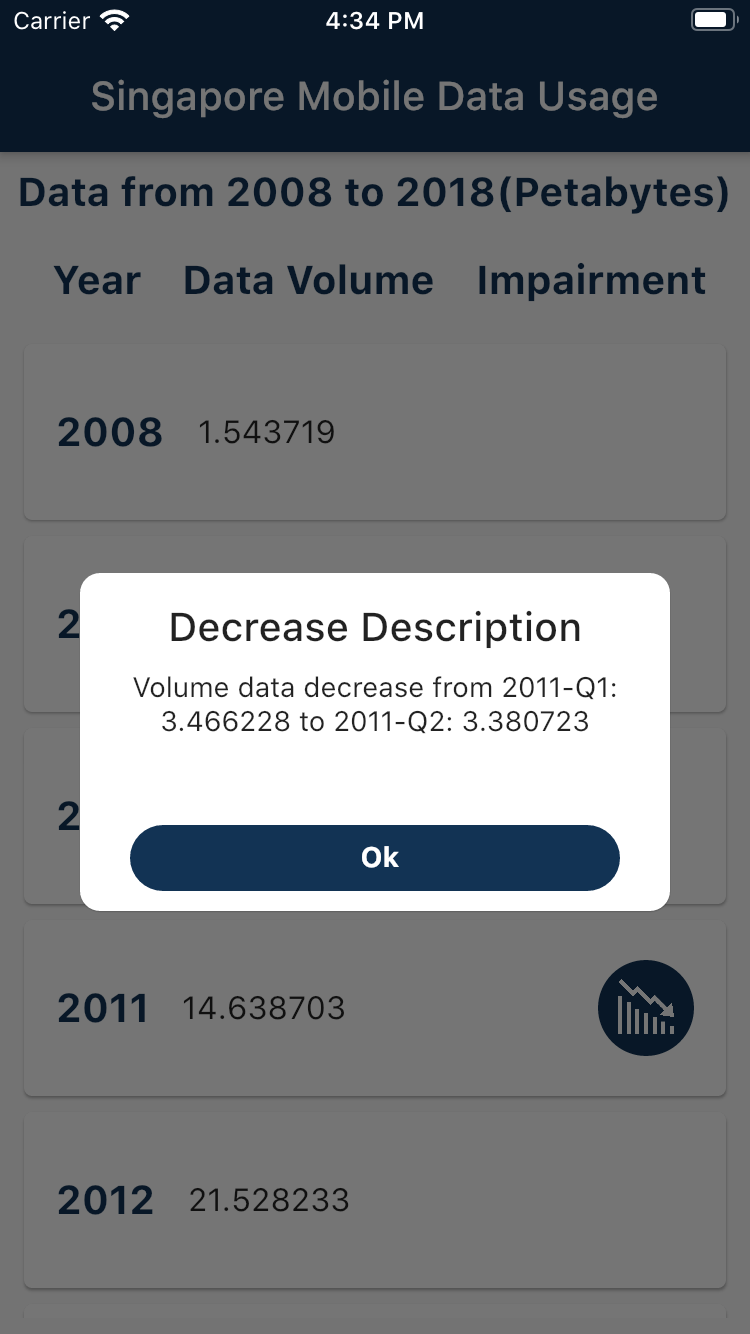 Carrier 4:34 PM
Singapore Mobile Data Usage
Data from 2008 to 2018(Petabytes)
Year Data Volume Impairment
2008 1.543719
Decrease Description
Volume data decrease from 2011-Q1:
3.466228 to 2011-Q2: 3.380723
Ok
2011 14.638703
2012 21.528233